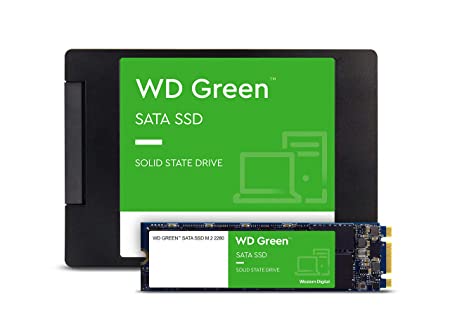 WD Green™
SATA SSD
SOLID STATE DRIVE
WD GREEN™ SATA SSD M.2 2280
WD Green™
SATA SSD
SOLID STATE DRIVE
Western Digital